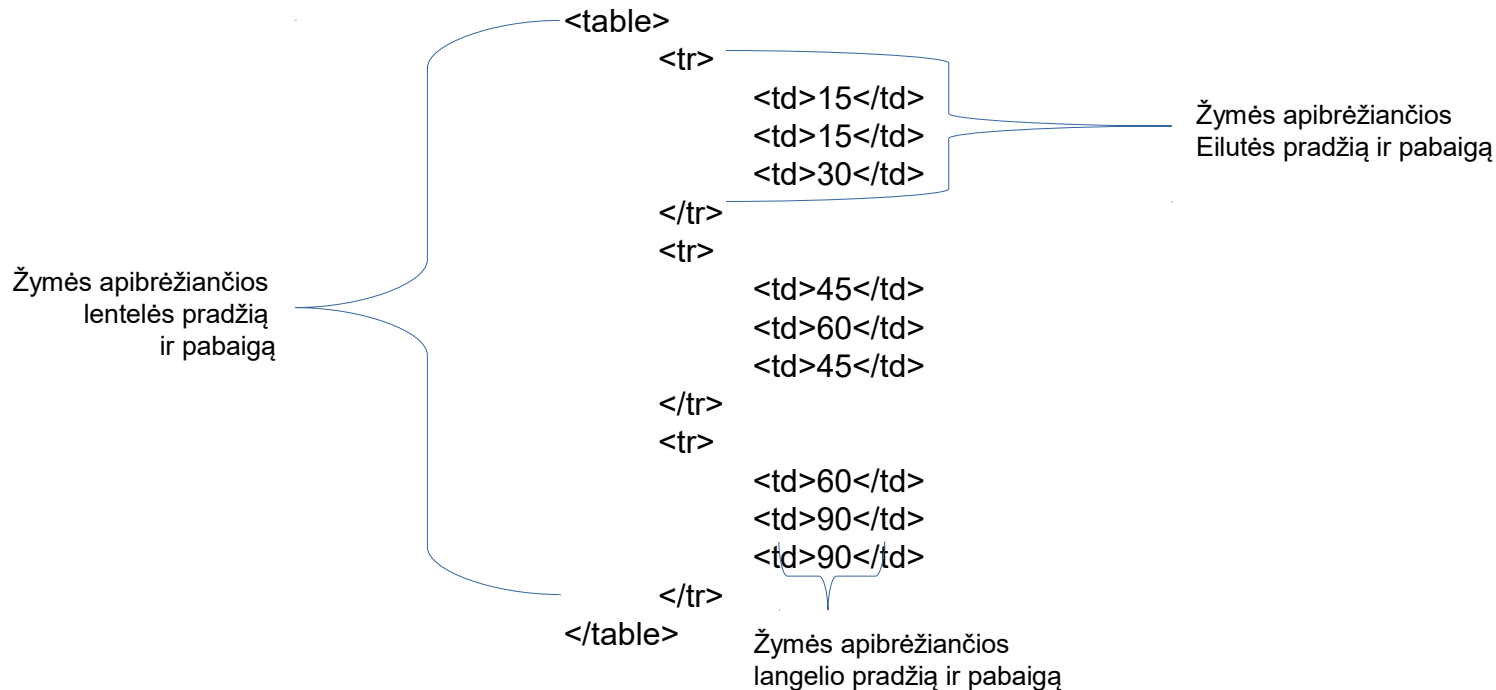 <table>
<tr>
<td>15</td>
<td>15</td>
<td>30</td>
</tr>
<tr>
<td>45</td>
<td>60</td>
<td>45</td>
</tr>
<tr>
<td>60</td>
<td>90</td>
<td>90</td>
</tr>
</table>
Žymės apibrėžiančios
lentelės pradžią
ir pabaigą
Žymės apibrėžiančios
Eilutės pradžią ir pabaigą
Žymės apibrėžiančios
langelio pradžią ir pabaigą